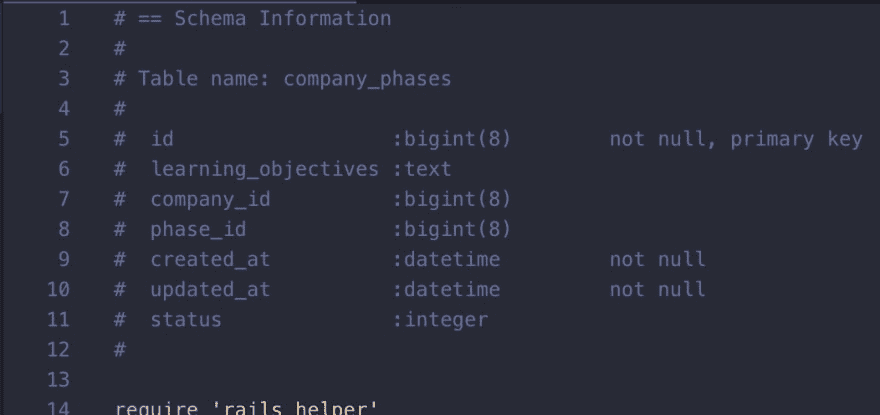 1 # == Schema Information
2 #
3 # Table name: company_phases
4 #
5 #  id                  :bigint(8)        not null, primary key
6 #  learning_objectives :text
7 #  company_id          :bigint(8)
8 #  phase_id            :bigint(8)
9 #  created_at          :datetime         not null
10 #  updated_at          :datetime         not null
11 #  status              :integer
12 #
13
14 require 'rails_helper'